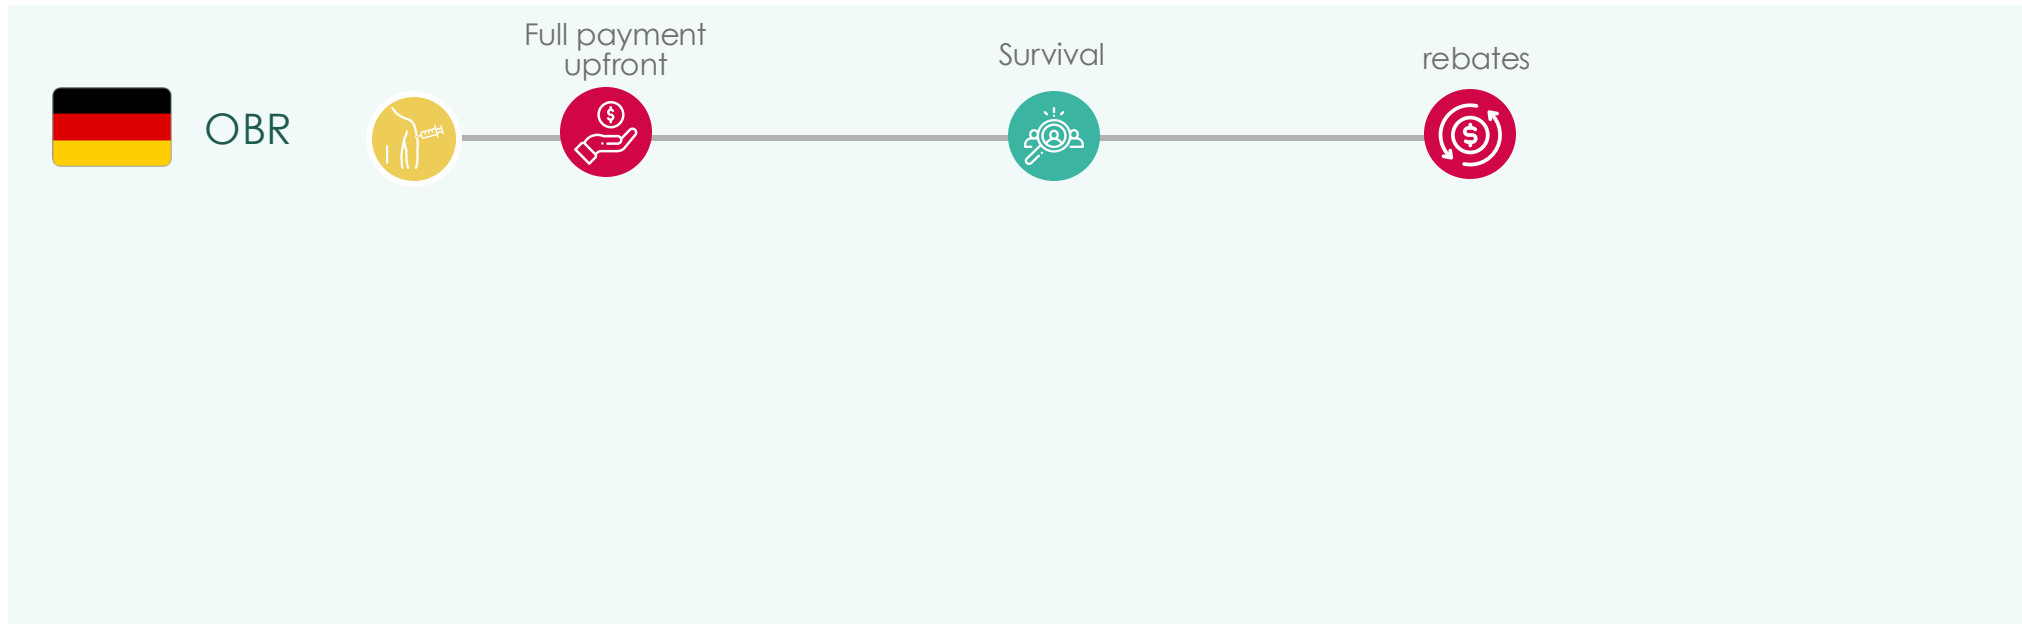 Full payment
upfront
Survival
rebates
OBR